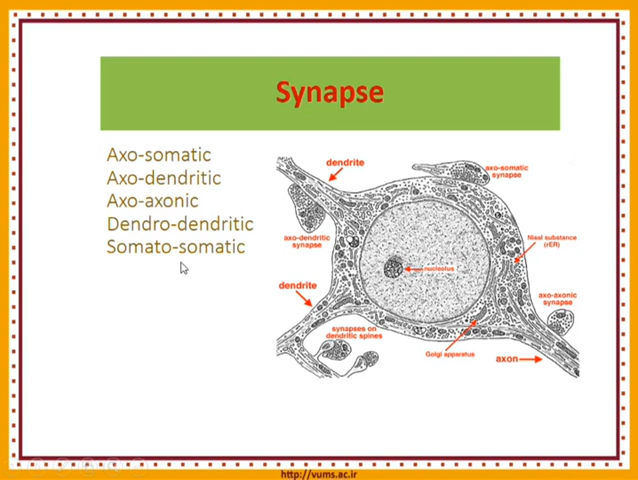 Synapse
Axo-somatic
Axo-dendritic
Axo-axonic
Dendro-dendritic
Somato-somatic
dendrite
axo-somatic
synapse
axo-dendritic
synapse
Nissl substance
(rER)
nucleolus
dendrite
axo-axonic
synapse
synapses on
dendritic spines
Golgi apparatus
axon
http://vums.ac.ir